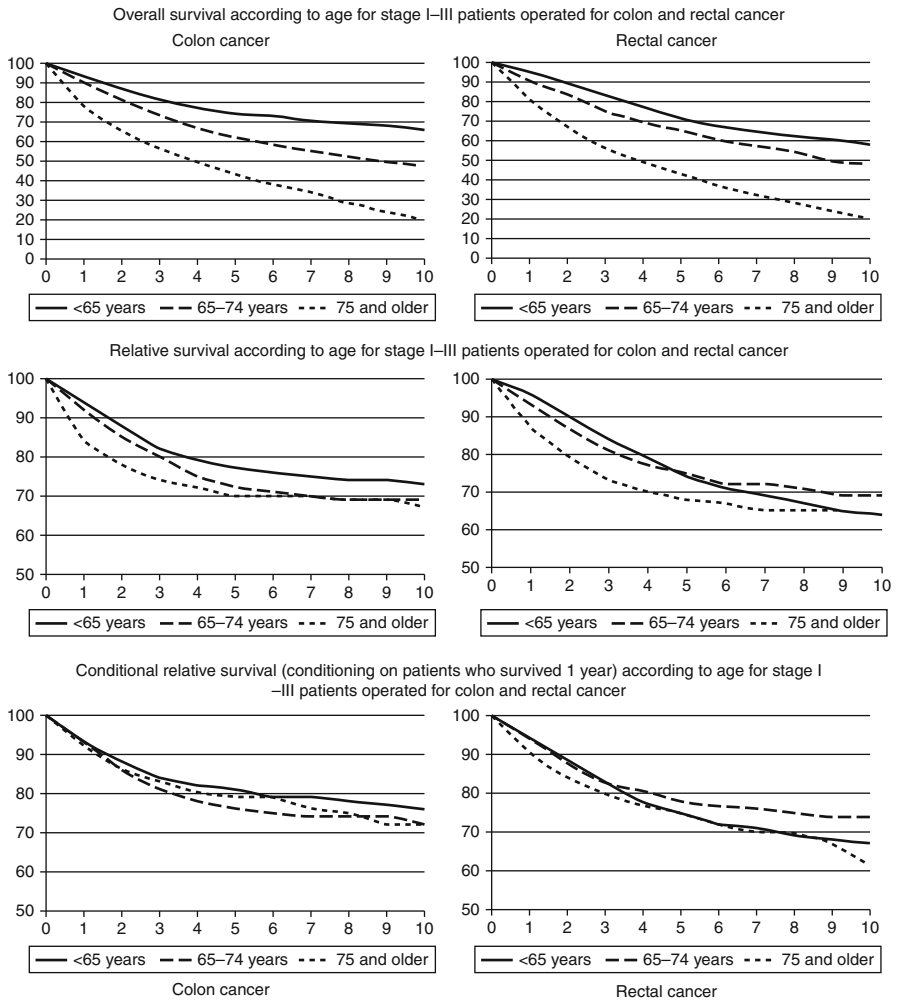 Overall survival according to age for stage I–III patients operated for colon and rectal cancer
Colon cancer
100
90
80
70
60
50
40
30
20
10
0
0 1 2 3 4 5 6 7 8 9 10
<65 years 65–74 years 75 and older
Rectal cancer
100
90
80
70
60
50
40
30
20
10
0
0 1 2 3 4 5 6 7 8 9 10
<65 years 65–74 years 75 and older
Relative survival according to age for stage I–III patients operated for colon and rectal cancer
100
90
80
70
60
50
0 1 2 3 4 5 6 7 8 9 10
<65 years 65–74 years 75 and older
100
90
80
70
60
50
0 1 2 3 4 5 6 7 8 9 10
<65 years 65–74 years 75 and older
Conditional relative survival (conditioning on patients who survived 1 year) according to age for stage I
–III patients operated for colon and rectal cancer
100
90
80
70
60
50
0 1 2 3 4 5 6 7 8 9 10
<65 years 65–74 years 75 and older
Colon cancer
100
90
80
70
60
50
0 1 2 3 4 5 6 7 8 9 10
<65 years 65–74 years 75 and older
Rectal cancer